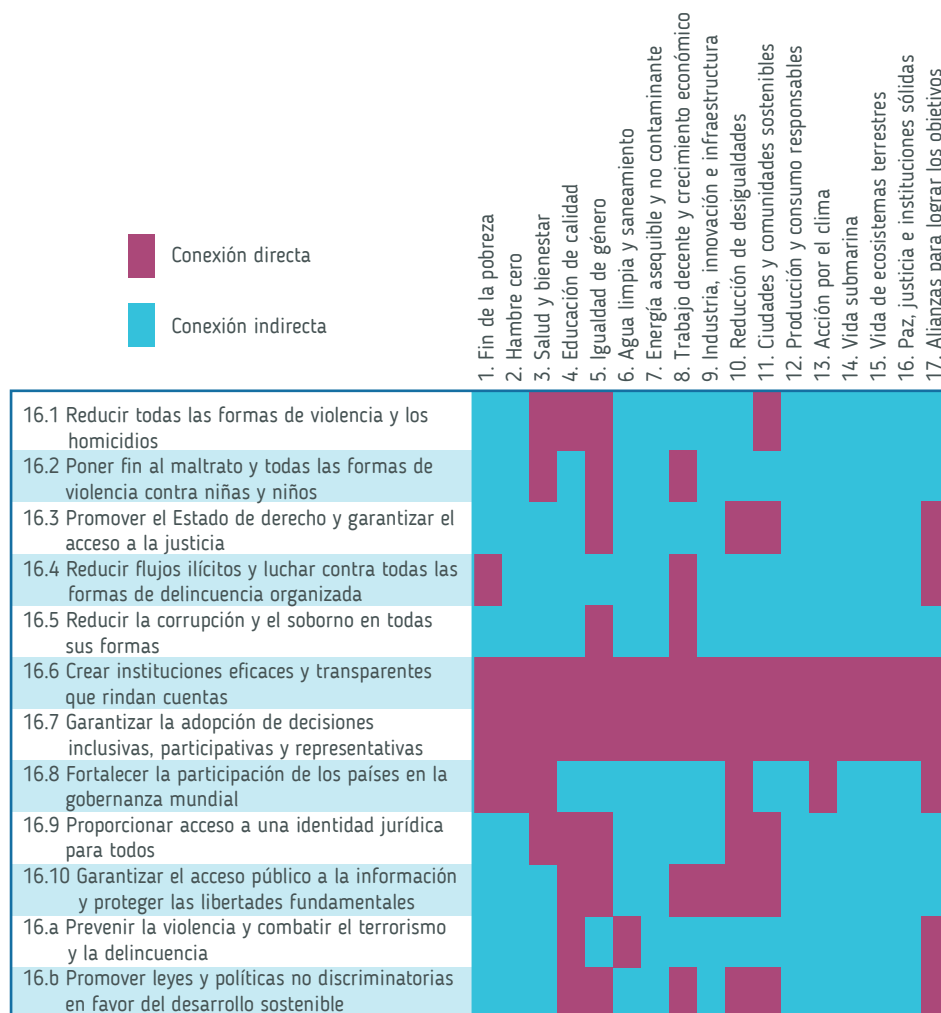 1. Fin de la pobreza
2. Hambre cero
3. Salud y bienestar
4. Educación de calidad
5. Igualdad de género
6. Agua limpia y saneamiento
7. Energía asequible y no contaminante
8. Trabajo decente y crecimiento económico
9. Industria, innovación e infraestructura
10. Reducción de desigualdades
11. Ciudades y comunidades sostenibles
12. Producción y consumo responsables
13. Acción por el clima
14. Vida submarina
15. Vida de ecosistemas terrestres
16. Paz, justicia e instituciones sólidas
17. Alianzas para lograr los objetivos
Conexión directa
Conexión indirecta
16.1 Reducir todas las formas de violencia y los
homicidios
16.2 Poner fin al maltrato y todas las formas de
violencia contra niñas y niños
16.3 Promover el Estado de derecho y garantizar el
acceso a la justicia
16.4 Reducir flujos ilícitos y luchar contra todas las
formas de delincuencia organizada
16.5 Reducir la corrupción y el soborno en todas
sus formas
16.6 Crear instituciones eficaces y transparentes
que rindan cuentas
16.7 Garantizar la adopción de decisiones
inclusivas, participativas y representativas
16.8 Fortalecer la participación de los países en la
gobernanza mundial
16.9 Proporcionar acceso a una identidad jurídica
para todos
16.10 Garantizar el acceso público a la información
y proteger las libertades fundamentales
16.a Prevenir la violencia y combatir el terrorismo
y la delincuencia
16.b Promover leyes y políticas no discriminatorias
en favor del desarrollo sostenible